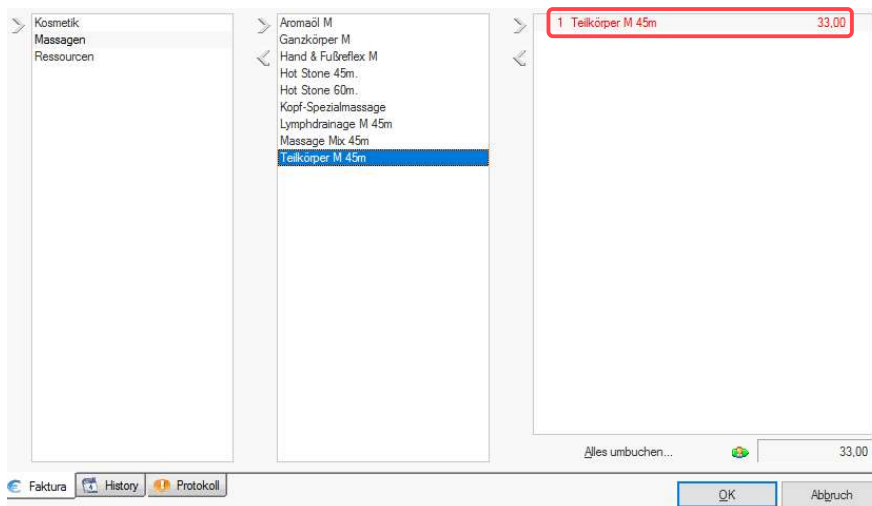 Kosmetik
Massagen
Ressourcen
Aromaöl M
Ganzkörper M
Hand & Fußreflex M
Hot Stone 45m.
Hot Stone 60m.
Kopf-Spezialmassage
Lymphdrainage M 45m
Massage Mix 45m
Teilkörper M 45m
1 Teilkörper M 45m 33,00
Alles umbuchen... 33,00
Faktura History Protokoll
OK Abbruch